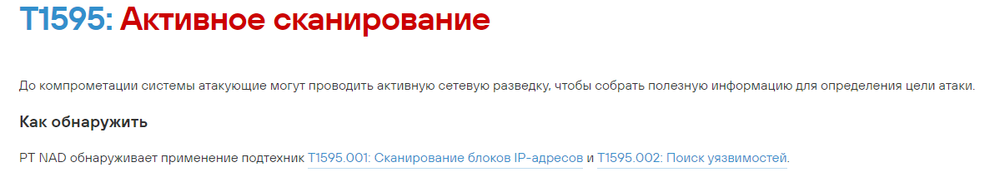 T1595: Активное сканирование
До компрометации системы атакующие могут проводить активную сетевую разведку, чтобы собрать полезную информацию для определения цели атаки.
Как обнаружить
PT NAD обнаруживает применение подтехник T1595.001: Сканирование блоков IP-адресов и T1595.002: Поиск уязвимостей.